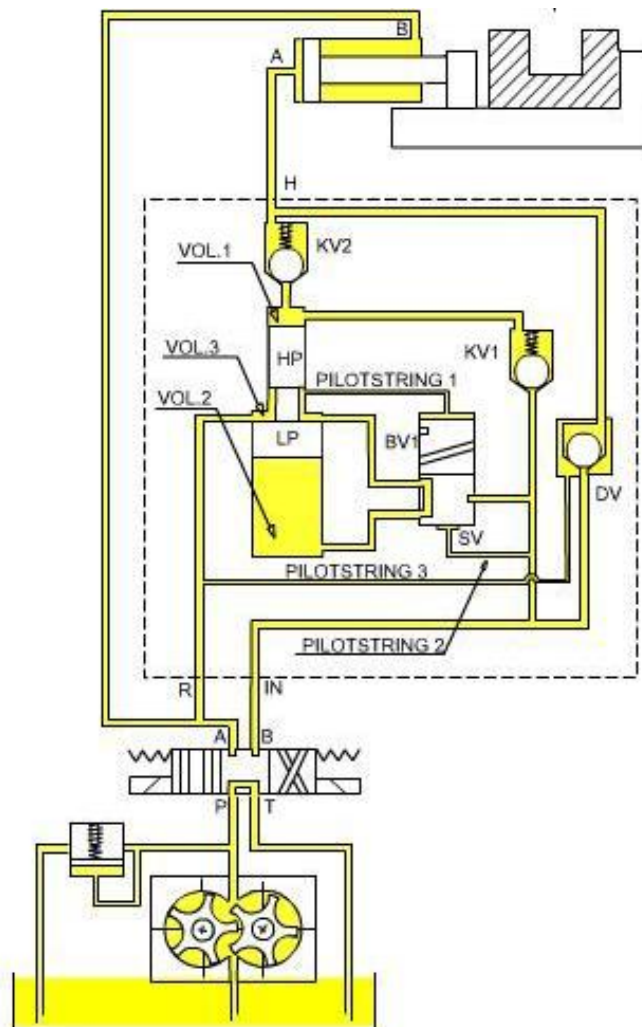 B
A
H
KV2
VOL.1
KV1
HP
VOL.3
PILOTSTRING 1
VOL.2
LP
BV1
DV
SV
PILOTSTRING 3
PILOTSTRING 2
R
IN
A
B
P
T